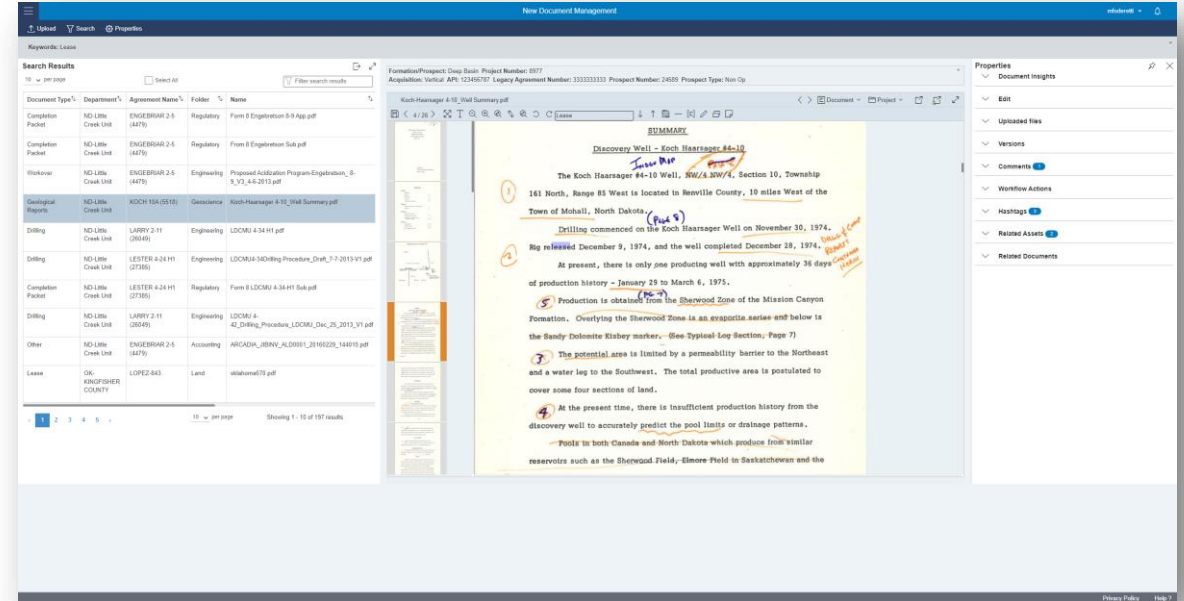 New Document Management
mfoderetti
Upload Search Properties
Keywords: Lease
Search Results
10 per page Select All Filter search results
Document Type Department Agreement Name Folder Name
Completion Packet ND-Little Creek Unit ENGEBRIAR 2-5 (4479) Regulatory Form 8 Engebretson 8-9 App.pdf
Completion Packet ND-Little Creek Unit ENGEBRIAR 2-5 (4479) Regulatory From 8 Engebretson Sub.pdf
Workover ND-Little Creek Unit ENGEBRIAR 2-5 (4479) Engineering Proposed Acidization Program-Engebretson_ 8-9_V3_4-6-2013.pdf
Geological Reports ND-Little Creek Unit KOCH 10A (5518) Geoscience Koch-Haarsager 4-10_Well Summary.pdf
Drilling ND-Little Creek Unit LARRY 2-11 (26049) Engineering LDCMU 4-34 H1.pdf
Drilling ND-Little Creek Unit LESTER 4-24 H1 (27385) Engineering LDCMU4-34Drilling-Procedure_Draft_7-7-2013-V1.pdf
Completion Packet ND-Little Creek Unit LESTER 4-24 H1 (27385) Regulatory Form 8 LDCMU 4-34-H1 Sub.pdf
Drilling ND-Little Creek Unit LARRY 2-11 (26049) Engineering LDCMU 4-42_Drilling_Procedure_LDCMU_Dec_25_2013_V1.pdf
Other ND-Little Creek Unit ENGEBRIAR 2-5 (4479) Accounting ARCADIA_JIBINV_ALD0001_20160229_144018.pdf
Lease OK-KINGFISHER COUNTY LOPEZ-843 Land oklahoma678.pdf
1 2 3 4 5 10 per page Showing 1 - 10 of 197 results
Formation/Prospect: Deep Basin Project Number: 8977
Acquisition: Vertical API: 123456787 Legacy Agreement Number: 3333333333 Prospect Number: 24589 Prospect Type: Non Op
Koch-Haarsager 4-10_Well Summary.pdf Document Project
4 / 28 Lease
SUMMARY
Discovery Well - Koch Haarsager #4-10
Index Map
The Koch Haarsager #4-10 Well, NW/4 NW/4, Section 10, Township
1
161 North, Range 85 West is located in Renville County, 10 miles West of the
Town of Mohall, North Dakota.
(Page 8)
Drilling commenced on the Koch Haarsager Well on November 30, 1974.
2
Rig released December 9, 1974, and the well completed December 28, 1974.
At present, there is only one producing well with approximately 36 days
of production history - January 29 to March 6, 1975.
(PG 7)
5 Production is obtained from the Sherwood Zone of the Mission Canyon
Formation. Overlying the Sherwood Zone is an evaporite series and below is
the Sandy Dolomite Kisbey marker. (See Typical Log Section, Page 7)
3 The potential area is limited by a permeability barrier to the Northeast
and a water leg to the Southwest. The total productive area is postulated to
cover some four sections of land.
4 At the present time, there is insufficient production history from the
discovery well to accurately predict the pool limits or drainage patterns.
Pools in both Canada and North Dakota which produce from similar
reservoirs such as the Sherwood Field, Elmore Field in Saskatchewan and the
Properties
Document Insights
Edit
Uploaded files
Versions
Comments
Workflow Actions
Hashtags
Related Assets
Related Documents
Privacy Policy Help ?